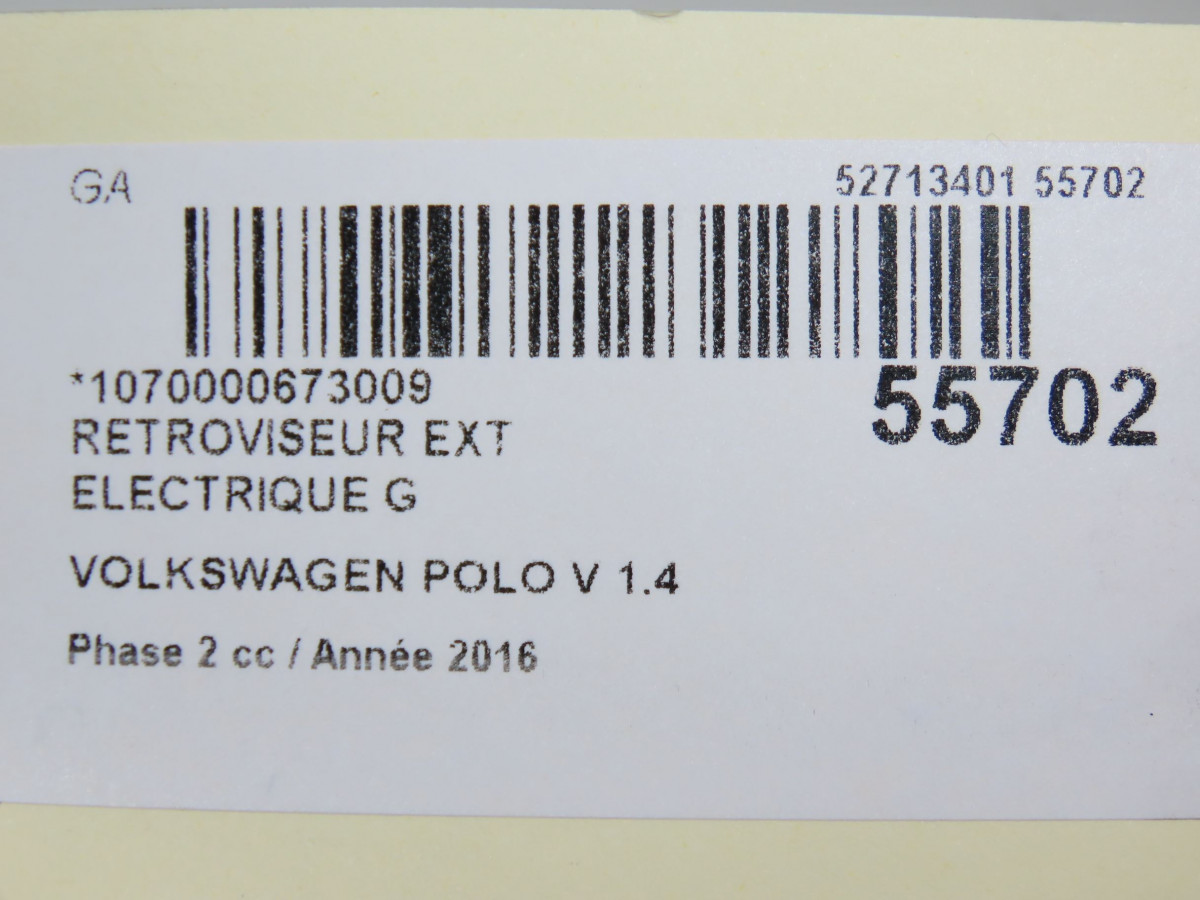 GA
52713401 55702
*1070000673009
55702
RETROVISEUR EXT
ELECTRIQUE G
VOLKSWAGEN POLO V 1.4
Phase 2 cc / Année 2016